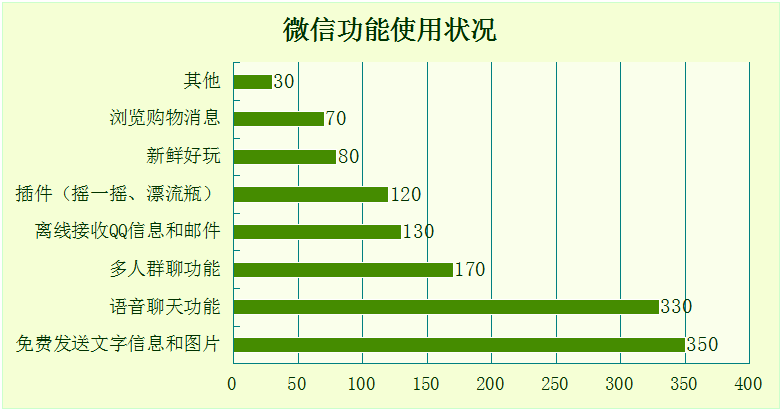 微信功能使用状况
其他 30
浏览购物消息 70
新鲜好玩 80
插件（摇一摇、漂流瓶） 120
离线接收QQ信息和邮件 130
多人群聊功能 170
语音聊天功能 330
免费发送文字信息和图片 350
0 50 100 150 200 250 300 350 400